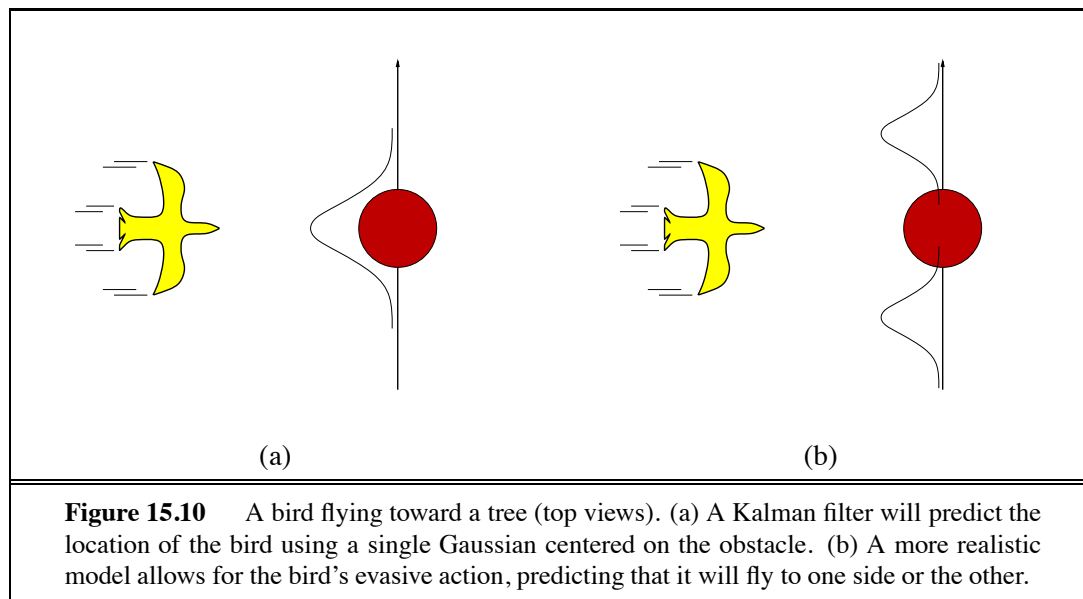 (a)
(b)
Figure 15.10 A bird flying toward a tree (top views). (a) A Kalman filter will predict the
location of the bird using a single Gaussian centered on the obstacle. (b) A more realistic
model allows for the bird's evasive action, predicting that it will fly to one side or the other.